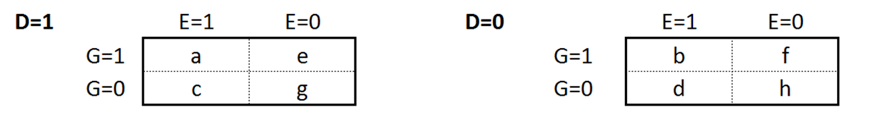 D=1 E=1 E=0 D=0 E=1 E=0
G=1 a e G=1 b f
G=0 c g G=0 d h